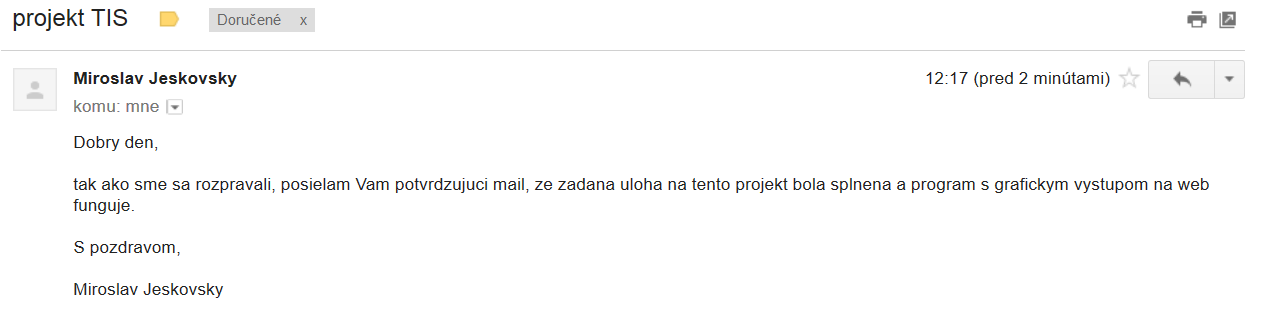 projekt TIS
Doručené x
Miroslav Jeskovsky
12:17 (pred 2 minútami)
komu: mne
Dobry den,
tak ako sme sa rozpravali, posielam Vam potvrdzujuci mail, ze zadana uloha na tento projekt bola splnena a program s grafickym vystupom na web
funguje.
S pozdravom,
Miroslav Jeskovsky